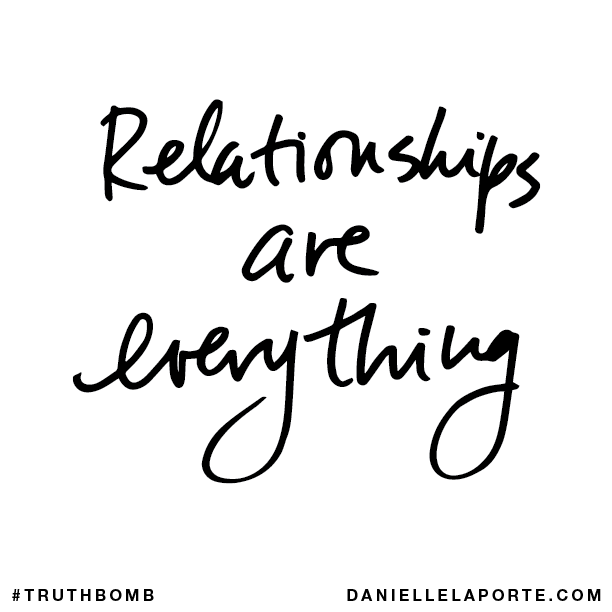 Relationships
are
everything
#TRUTHBOMB DANIELLELAPORTE.COM